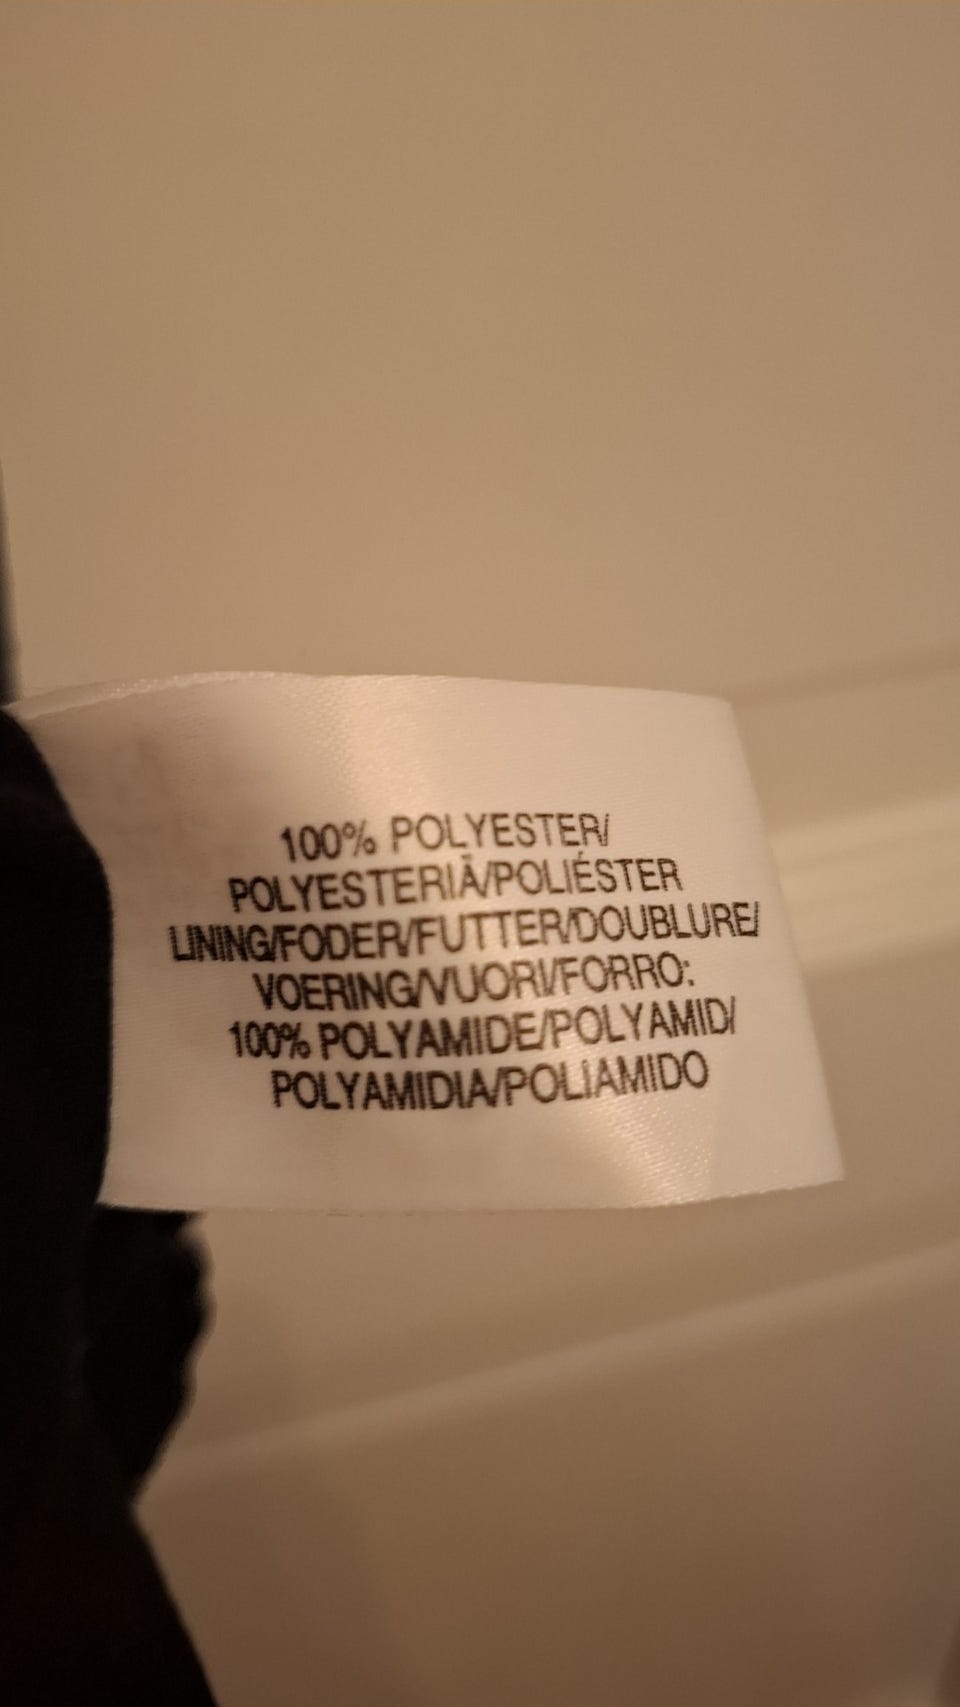 100% POLYESTER/
POLYESTERIÄ/POLIÉSTER
LINING/FODER/FUTTER/DOUBLURE/
VOERING/VUORI/FORRO:
100% POLYAMIDE/POLYAMID/
POLYAMIDIA/POLIAMIDO